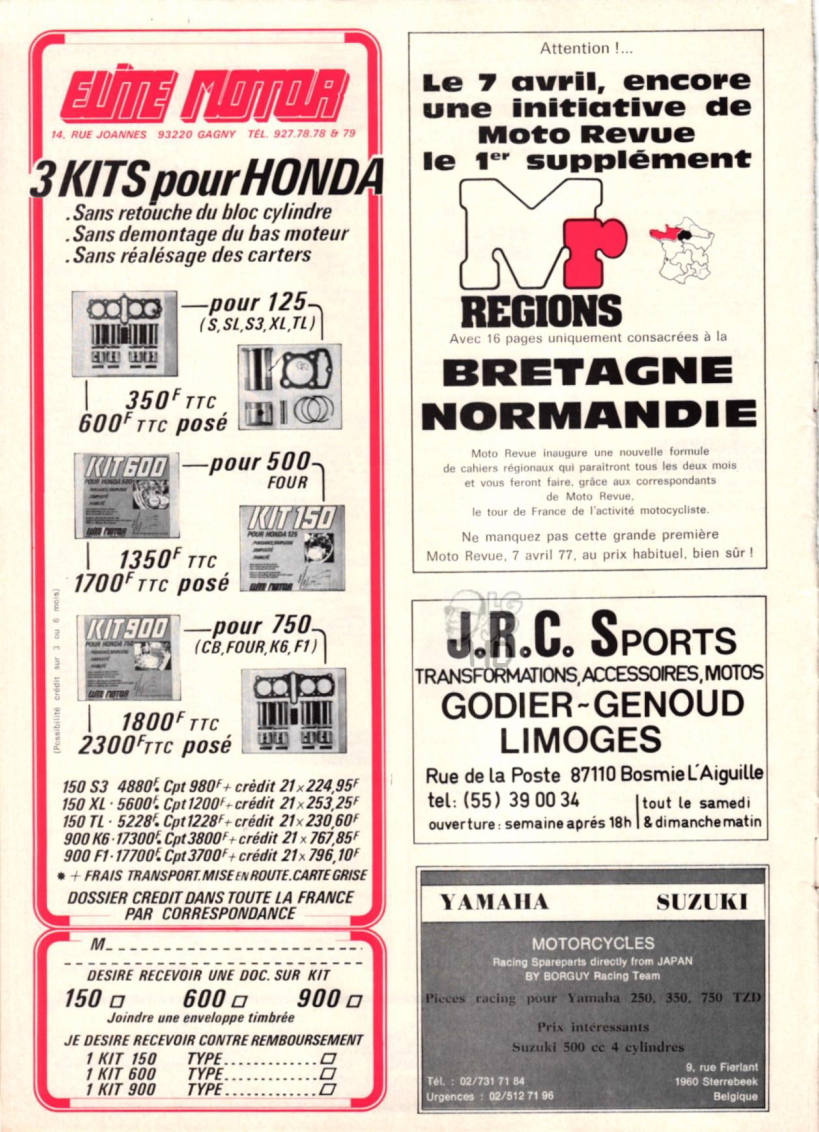 ELITE MOTOR
14, RUE JOANNES 93220 GAGNY TÉL. 927.78.78 & 79
3 KITS pour HONDA
. Sans retouche du bloc cylindre
. Sans demontage du bas moteur
. Sans réalésage des carters
pour 125
(S, SL, S3, XL, TL)
350F TTC
600F TTC posé
KIT 600
POUR HONDA 500
pour 500
FOUR
KIT 150
POUR HONDA 125
ELITE MOTOR
1350F TTC
1700F TTC posé
KIT 900
POUR HONDA 750
ELITE MOTOR
pour 750
(CB, FOUR, K6, F1)
1800F TTC
2300F TTC posé
(Possibilité crédit sur 3 ou 6 mois)
150 S3 4880F. Cpt 980F + crèdit 21 x 224,95F
150 XL · 5600F. Cpt 1200F + crédit 21 x 253,25F
150 TL · 5228F. Cpt 1228F + crédit 21 x 230,60F
900 K6 · 17300F. Cpt 3800F + crédit 21 x 767,85F
900 F1 · 17700F. Cpt 3700F + crédit 21 x 796,10F
* + FRAIS TRANSPORT. MISE EN ROUTE. CARTE GRISE
DOSSIER CREDIT DANS TOUTE LA FRANCE
PAR CORRESPONDANCE
M
DESIRE RECEVOIR UNE DOC. SUR KIT
150 600 900
Joindre une enveloppe timbrée
JE DESIRE RECEVOIR CONTRE REMBOURSEMENT
1 KIT 150 TYPE.............
1 KIT 600 TYPE.............
1 KIT 900 TYPE.............
Attention !...
Le 7 avril, encore
une initiative de
Moto Revue
le 1er supplément
Mr
REGIONS
Avec 16 pages uniquement consacrées à la
BRETAGNE
NORMANDIE
Moto Revue inaugure une nouvelle formule
de cahiers régionaux qui paraîtront tous les deux mois
et vous feront faire, grâce aux correspondants
de Moto Revue,
le tour de France de l'activité motocycliste.
Ne manquez pas cette grande première
Moto Revue, 7 avril 77, au prix habituel, bien sûr !
J.R.C. SPORTS
TRANSFORMATIONS, ACCESSOIRES, MOTOS
GODIER ~ GENOUD
LIMOGES
Rue de la Poste 87110 Bosmie L'Aiguille
tel: (55) 39 00 34
ouverture: semaine aprés 18h
tout le samedi
& dimanche matin
YAMAHA SUZUKI
MOTORCYCLES
Racing Spareparts directly from JAPAN
BY BORGUY Racing Team
Pieces racing pour Yamaha 250, 350, 750 TZD
Prix intéressants
Suzuki 500 cc 4 cylindres
Tél. : 02/731 71 84
Urgences : 02/512 71 96
9, rue Fierlant
1960 Sterrebeek
Belgique